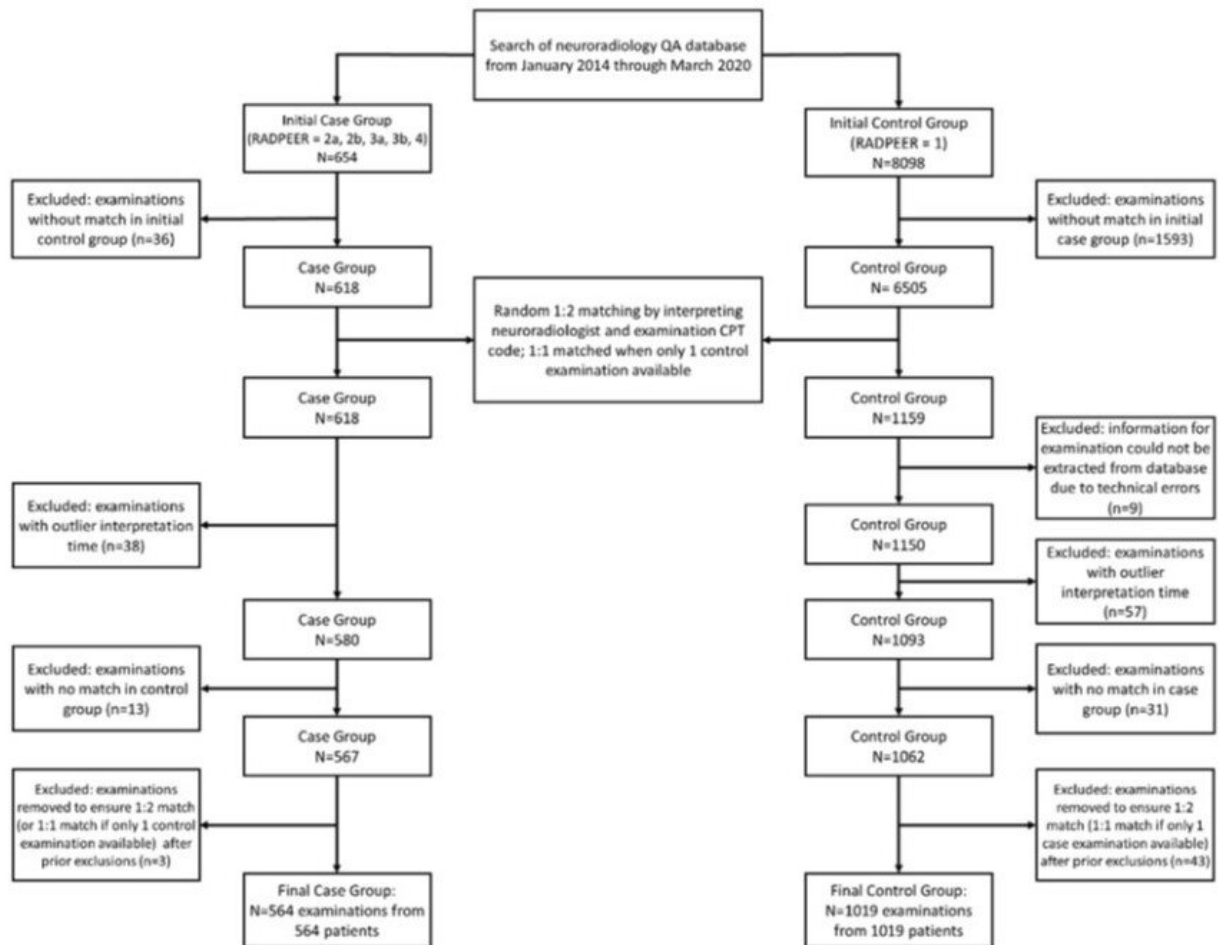 Search of neuroradiology QA database
from January 2014 through March 2020
Initial Case Group
(RADPEER = 2a, 2b, 3a, 3b, 4)
N=654
Initial Control Group
(RADPEER = 1)
N=8098
Excluded: examinations
without match in initial
control group (n=36)
Excluded: examinations
without match in initial
case group (n=1593)
Case Group
N=618
Control Group
N= 6505
Random 1:2 matching by interpreting
neuroradiologist and examination CPT
code; 1:1 matched when only 1 control
examination available
Case Group
N=618
Control Group
N=1159
Excluded: information for
examination could not be
extracted from database
due to technical errors
(n=9)
Excluded: examinations
with outlier interpretation
time (n=38)
Control Group
N=1150
Excluded: examinations
with outlier
interpretation time
(n=57)
Case Group
N=580
Control Group
N=1093
Excluded: examinations
with no match in control
group (n=13)
Excluded: examinations
with no match in case
group (n=31)
Case Group
N=567
Control Group
N=1062
Excluded: examinations
removed to ensure 1:2 match
(or 1:1 match if only 1 control
examination available) after
prior exclusions (n=3)
Excluded: examinations
removed to ensure 1:2
match (1:1 match if only 1
case examination available)
after prior exclusions (n=43)
Final Case Group:
N=564 examinations from
564 patients
Final Control Group:
N=1019 examinations
from 1019 patients